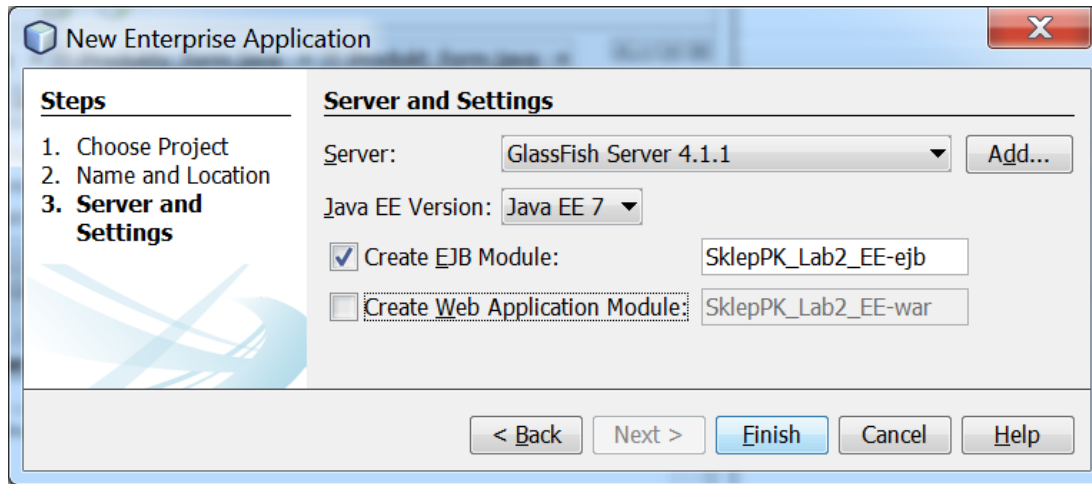 New Enterprise Application
Steps
1. Choose Project
2. Name and Location
3. Server and
Settings
Server and Settings
Server: GlassFish Server 4.1.1 Add...
Java EE Version: Java EE 7
Create EJB Module: SklepPK_Lab2_EE-ejb
Create Web Application Module: SklepPK_Lab2_EE-war
< Back Next > Finish Cancel Help